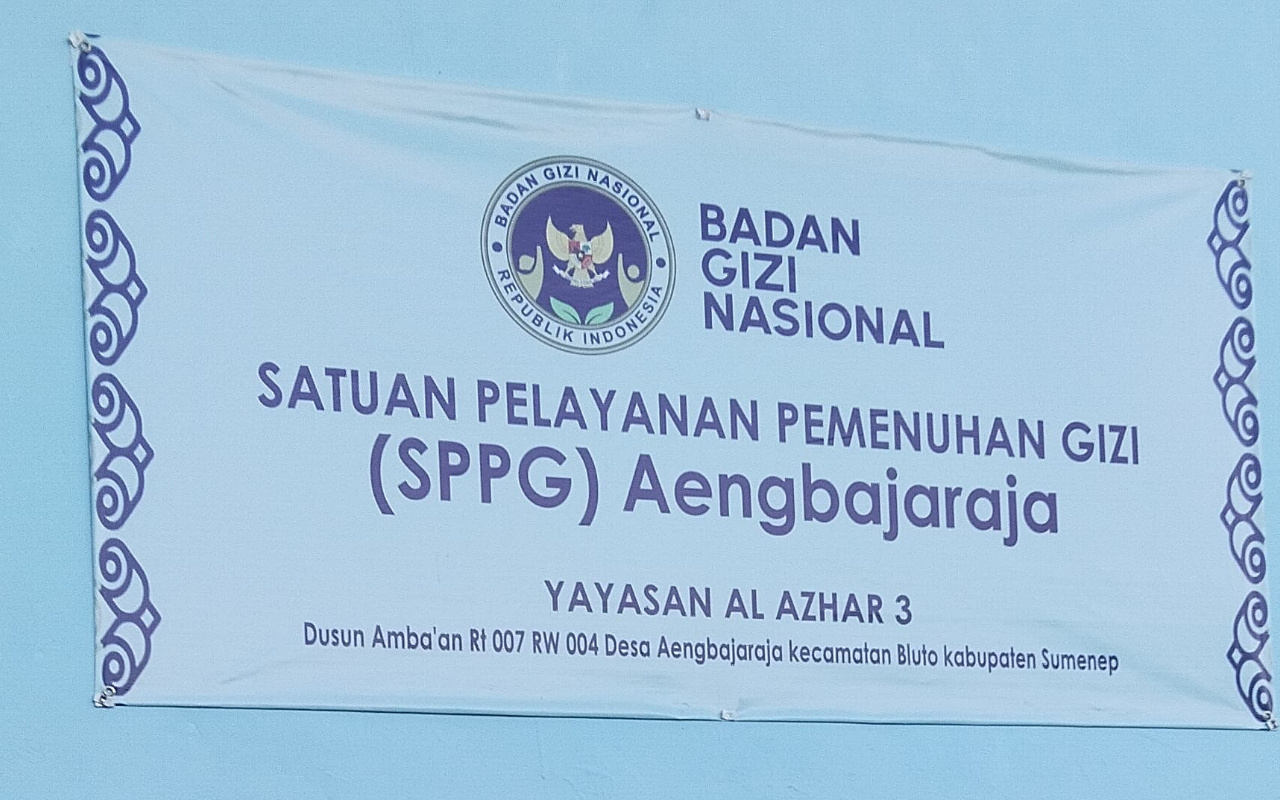 BADAN GIZI NASIONAL
REPUBLIK INDONESIA
BADAN
GIZI
NASIONAL
SATUAN PELAYANAN PEMENUHAN GIZI
(SPPG) Aengbajaraja
YAYASAN AL AZHAR 3
Dusun Amba'an Rt 007 RW 004 Desa Aengbajaraja kecamatan Bluto kabupaten Sumenep